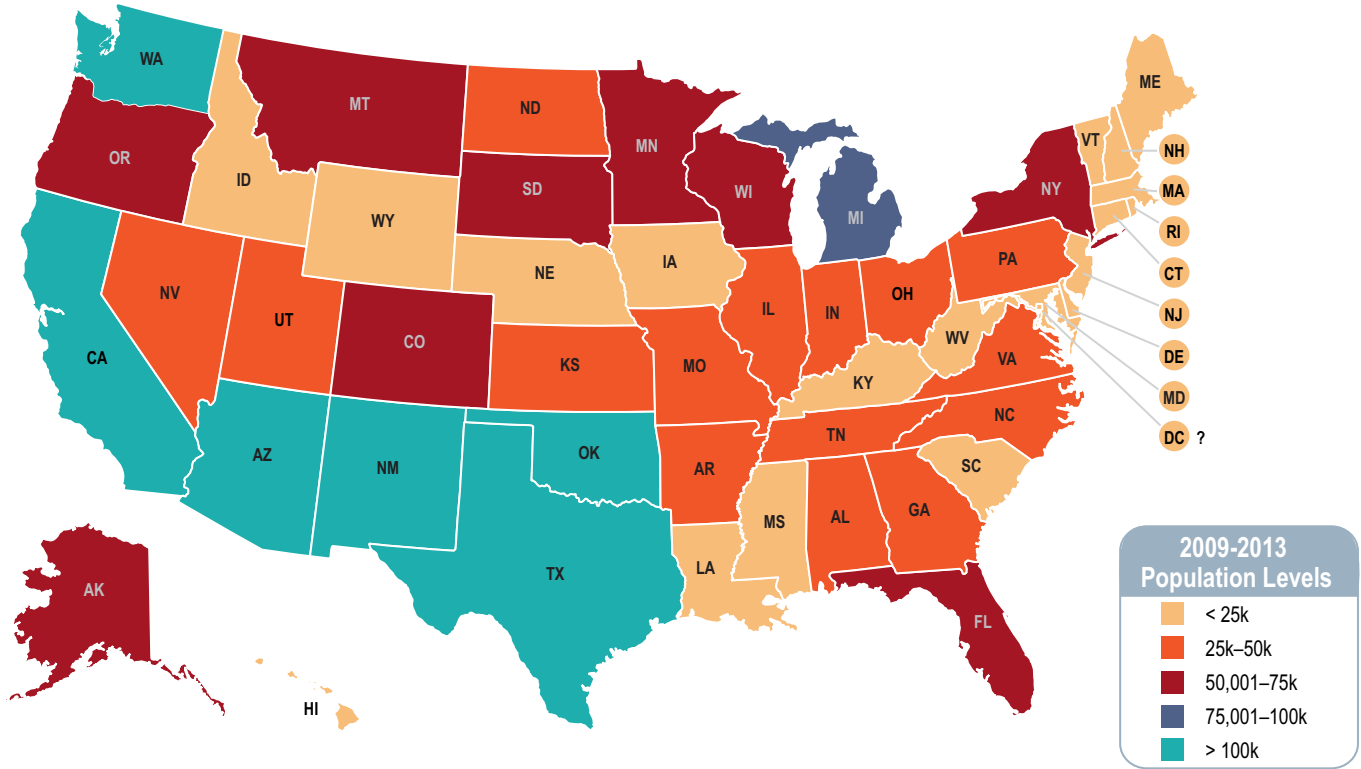 WA
MT
ND
MN
ME
OR
ID
SD
WI
MI
NY
VT
NH
MA
RI
CT
NJ
DE
MD
DC ?
WY
NE
IA
PA
NV
UT
CO
KS
MO
IL
IN
OH
WV
VA
KY
CA
AZ
NM
OK
AR
TN
NC
SC
MS
AL
GA
LA
TX
FL
AK
HI
2009-2013
Population Levels
< 25k
25k–50k
50,001–75k
75,001–100k
> 100k